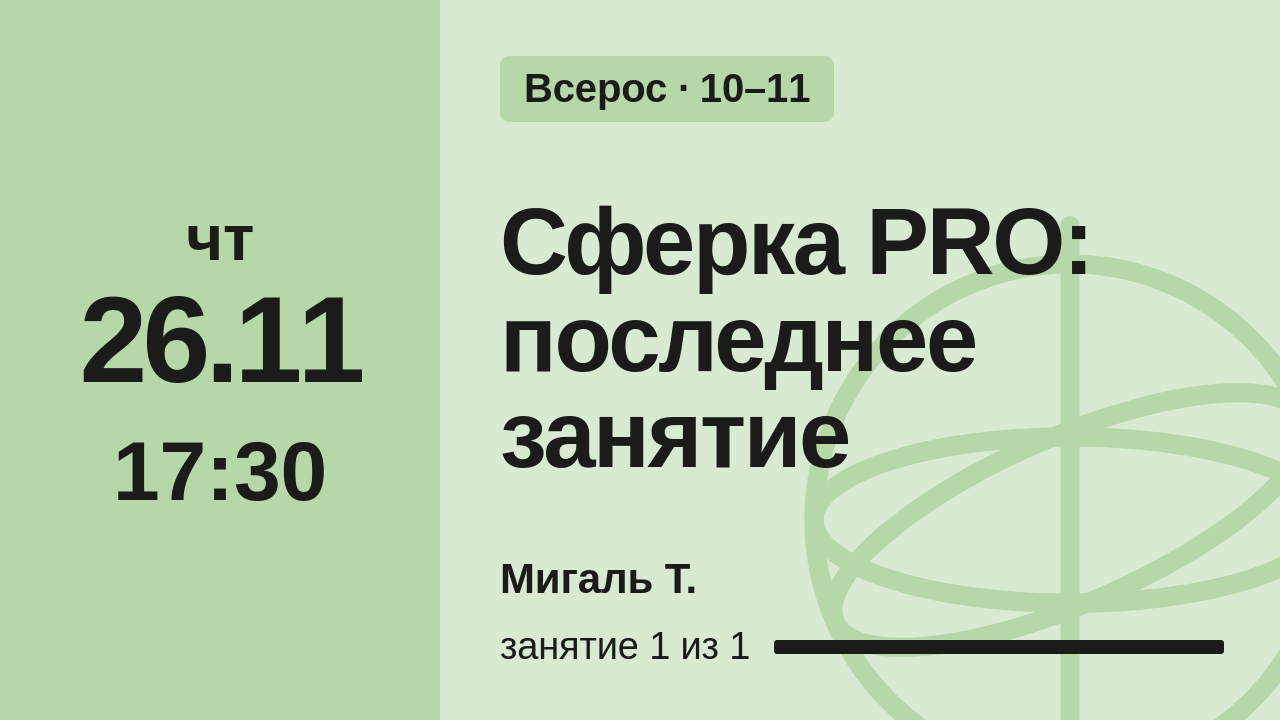 чт
26.11
17:30
Всерос · 10–11
Сферка PRO:
последнее
занятие
Мигаль Т.
занятие 1 из 1